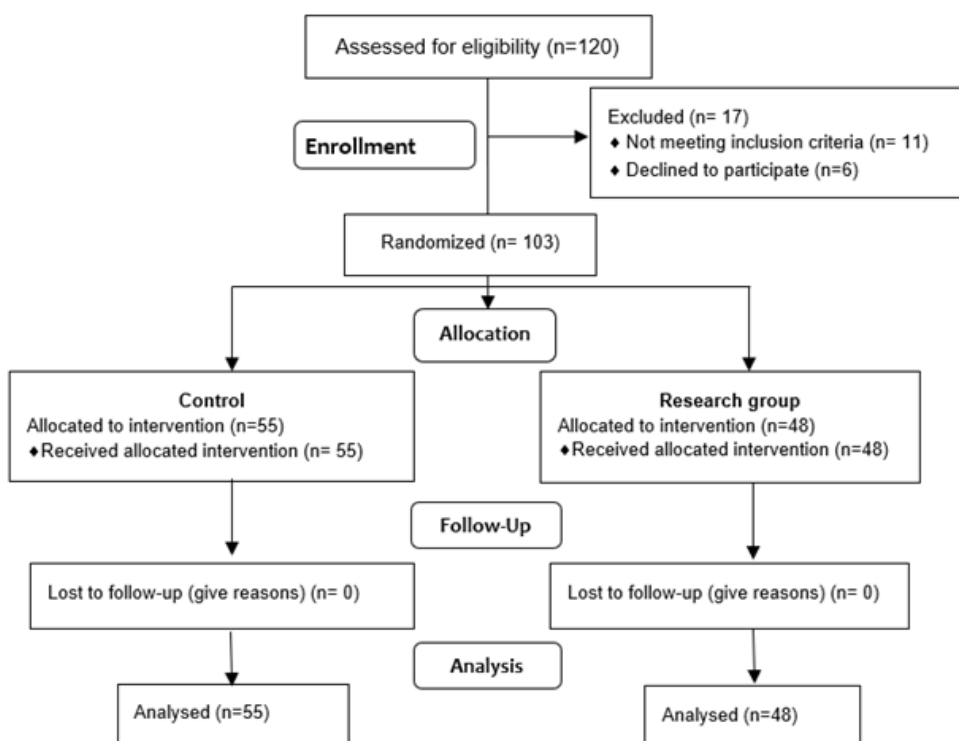 Assessed for eligibility (n=120)
Enrollment
Excluded (n= 17)
♦ Not meeting inclusion criteria (n= 11)
♦ Declined to participate (n=6)
Randomized (n= 103)
Allocation
Control
Allocated to intervention (n=55)
♦Received allocated intervention (n= 55)
Research group
Allocated to intervention (n=48)
♦Received allocated intervention (n=48)
Follow-Up
Lost to follow-up (give reasons) (n= 0)
Lost to follow-up (give reasons) (n= 0)
Analysis
Analysed (n=55)
Analysed (n=48)